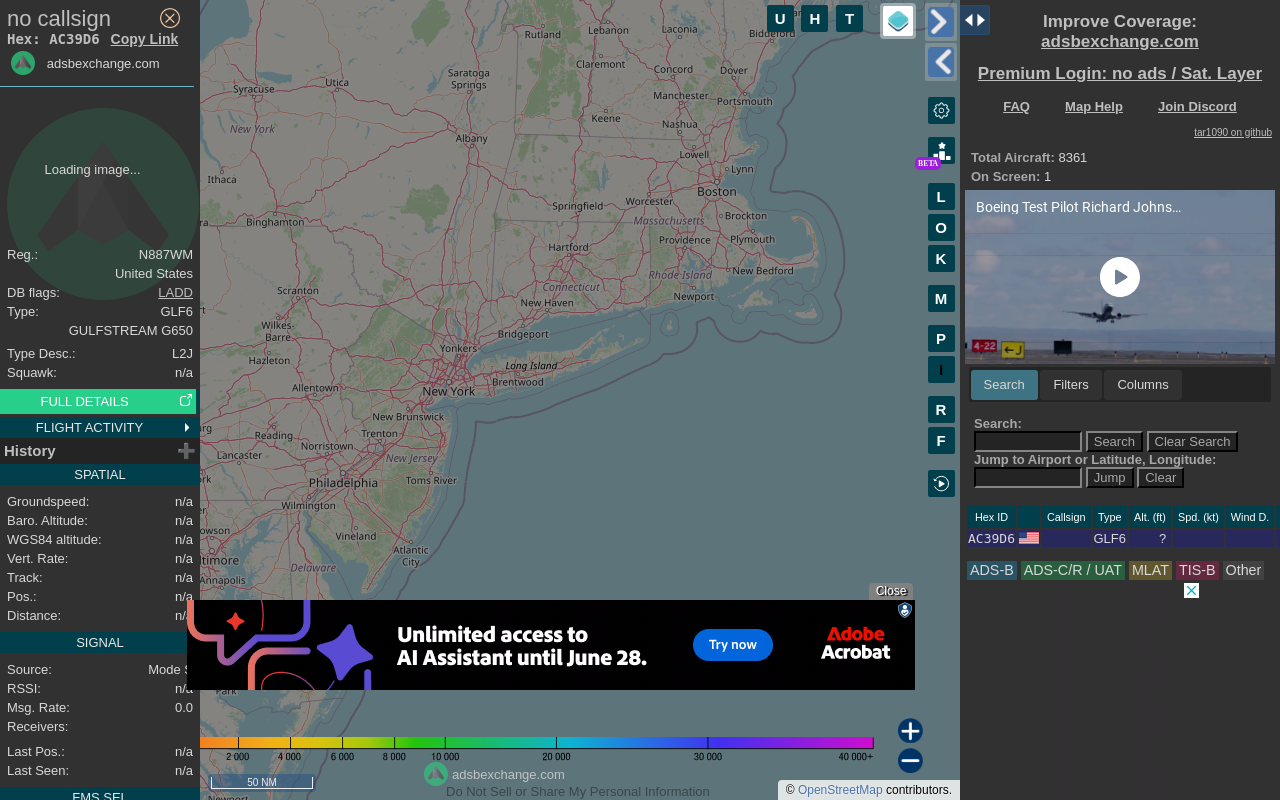 no callsign
Hex: AC39D6 Copy Link
adsbexchange.com
Loading image...
Reg.: N887WM
United States
DB flags: LADD
Type: GLF6
GULFSTREAM G650
Type Desc.: L2J
Squawk: n/a
FULL DETAILS
FLIGHT ACTIVITY
History
SPATIAL
Groundspeed: n/a
Baro. Altitude: n/a
WGS84 altitude: n/a
Vert. Rate: n/a
Track: n/a
Pos.: n/a
Distance: n/a
SIGNAL
Source: Mode S
RSSI: n/a
Msg. Rate: 0.0
Receivers:
Last Pos.: n/a
Last Seen: n/a
FMS SEL
U H T
Rutland
Lebanon
Laconia
Biddeford
Claremont
Saratoga
Springs
Concord
Dover
Utica
Syracuse
Manchester
Portsmouth
Keene
Nashua
New York
Albany
Lowell
Lynn
Ithaca
Boston
Worcester
Springfield
Massachusetts
Brockton
Binghamton
Hartford
Providence
Plymouth
New Bedford
Rhode Island
Connecticut
Newport
Scranton
New Haven
Wilkes-
Barre
Bridgeport
Yonkers
Hazleton
Long Island
Brentwood
Allentown
New York
New Brunswick
Reading
Trenton
Norristown
Lancaster
New Jersey
Philadelphia
Toms River
Wilmington
Vineland
Atlantic
City
timore
Annapolis
Delaware
Park
Newport
BETA
L
O
K
M
P
I
R
F
Close
Unlimited access to
AI Assistant until June 28.
Try now
Adobe
Acrobat
2 000 4 000 6 000 8 000 10 000 20 000 30 000 40 000+
50 NM
adsbexchange.com
Do Not Sell or Share My Personal Information
© OpenStreetMap contributors.
Improve Coverage:
adsbexchange.com
Premium Login: no ads / Sat. Layer
FAQ Map Help Join Discord
tar1090 on github
Total Aircraft: 8361
On Screen: 1
Boeing Test Pilot Richard Johns…
4-22
Search Filters Columns
Search:
Search Clear Search
Jump to Airport or Latitude, Longitude:
Jump Clear
Hex ID Callsign Type Alt. (ft) Spd. (kt) Wind D.
AC39D6 GLF6 ?
ADS-B ADS-C/R / UAT MLAT TIS-B Other